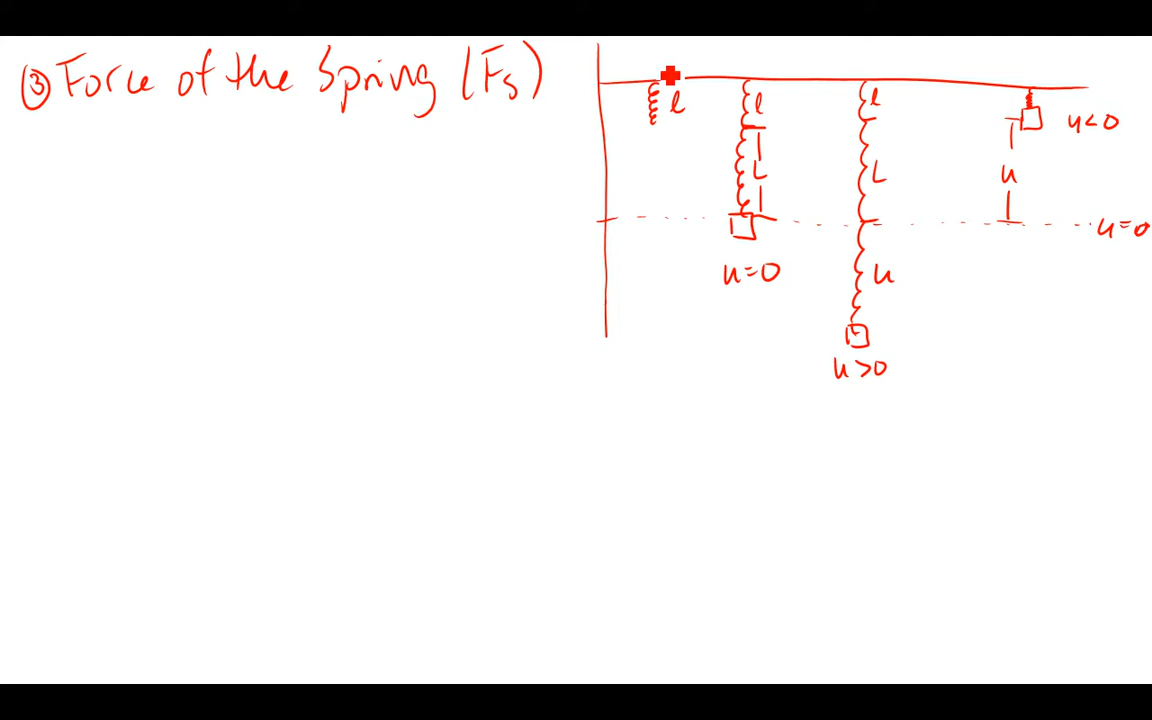 ③ Force of the Spring (Fs)
l
l
L
u=0
l
L
u
u>0
u<0
u
u=0